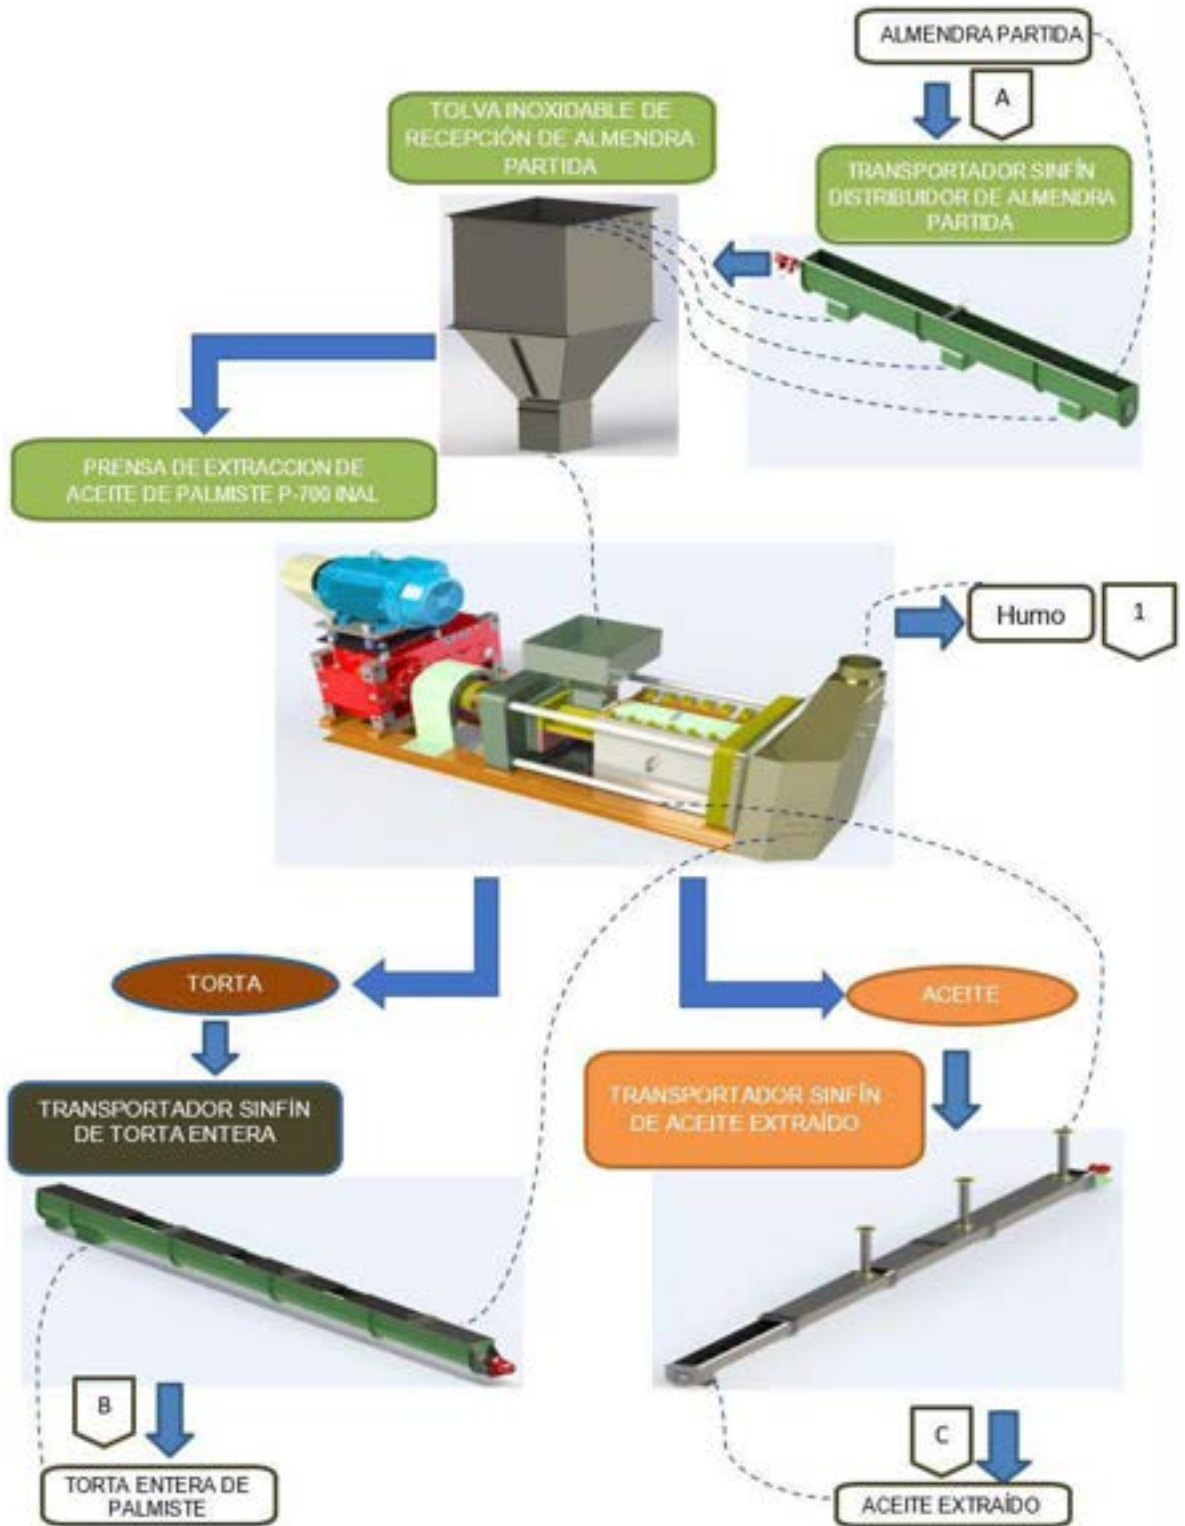 ALMENDRA PARTIDA
A
TOLVA INOXIDABLE DE
RECEPCIÓN DE ALMENDRA
PARTIDA
TRANSPORTADOR SINFÍN
DISTRIBUIDOR DE ALMENDRA
PARTIDA
PRENSA DE EXTRACCION DE
ACEITE DE PALMISTE P-700 INAL
Humo
1
TORTA
ACEITE
TRANSPORTADOR SINFÍN
DE TORTA ENTERA
TRANSPORTADOR SINFÍN
DE ACEITE EXTRAÍDO
B
TORTA ENTERA DE
PALMISTE
C
ACEITE EXTRAÍDO